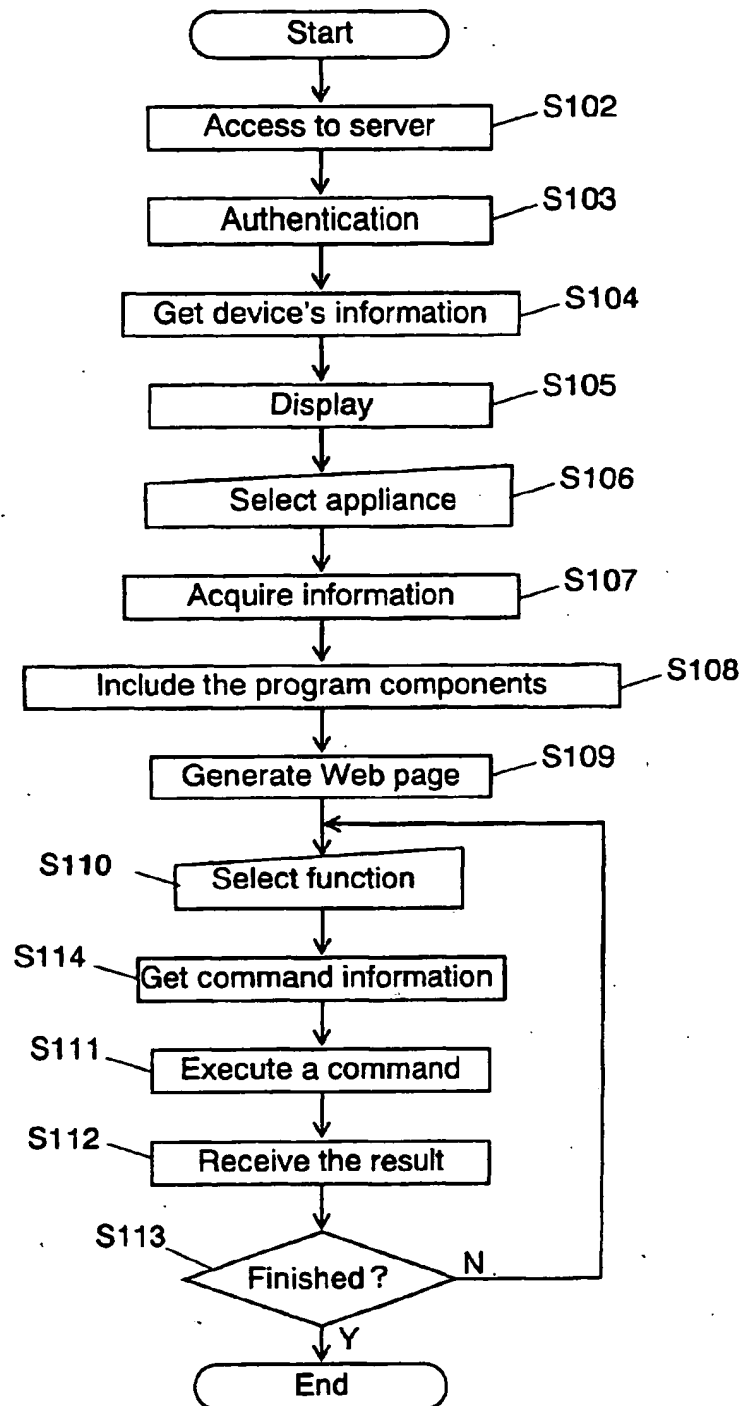 Start
Access to server
S102
Authentication
S103
Get device's information
S104
Display
S105
Select appliance
S106
Acquire information
S107
Include the program components
S108
Generate Web page
S109
S110
Select function
S114
Get command information
S111
Execute a command
S112
Receive the result
S113
Finished ?
N
Y
End